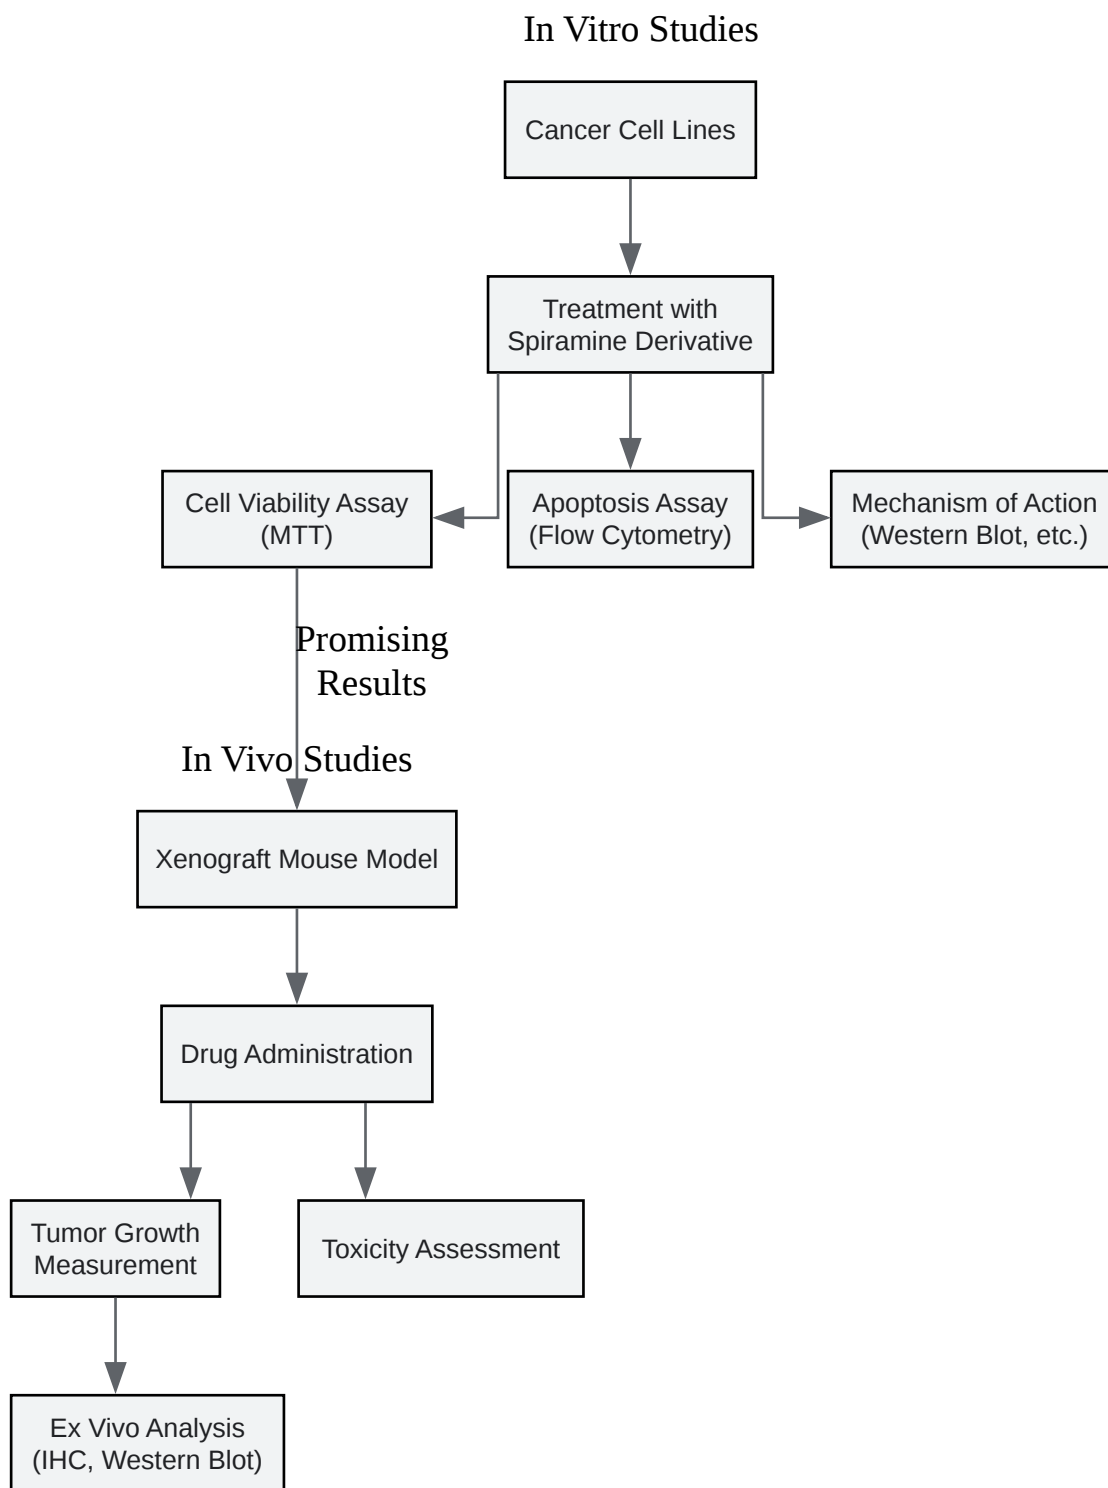 In Vitro Studies
Cancer Cell Lines
Treatment with
Spiramine Derivative
Cell Viability Assay
(MTT)
Apoptosis Assay
(Flow Cytometry)
Mechanism of Action
(Western Blot, etc.)
Promising
Results
In Vivo Studies
Xenograft Mouse Model
Drug Administration
Tumor Growth
Measurement
Toxicity Assessment
Ex Vivo Analysis
(IHC, Western Blot)